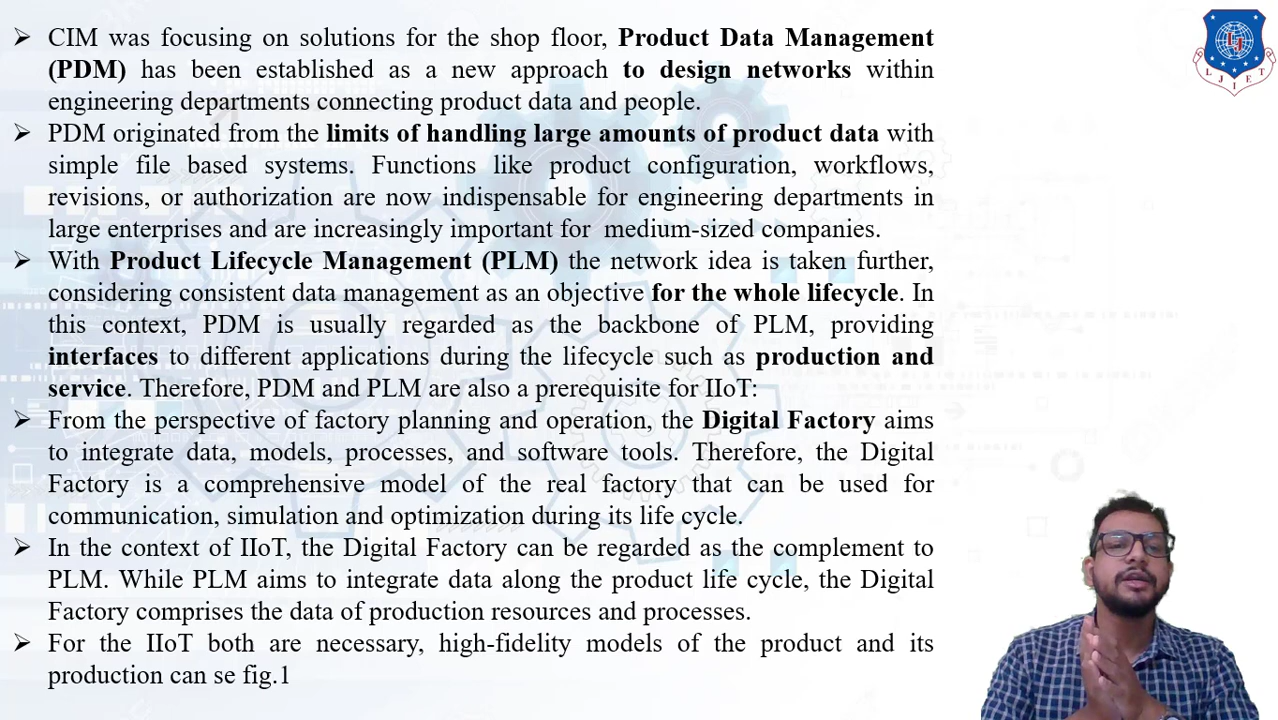 ➢ CIM was focusing on solutions for the shop floor, Product Data Management
(PDM) has been established as a new approach to design networks within
engineering departments connecting product data and people.
➢ PDM originated from the limits of handling large amounts of product data with
simple file based systems. Functions like product configuration, workflows,
revisions, or authorization are now indispensable for engineering departments in
large enterprises and are increasingly important for medium-sized companies.
➢ With Product Lifecycle Management (PLM) the network idea is taken further,
considering consistent data management as an objective for the whole lifecycle. In
this context, PDM is usually regarded as the backbone of PLM, providing
interfaces to different applications during the lifecycle such as production and
service. Therefore, PDM and PLM are also a prerequisite for IIoT:
➢ From the perspective of factory planning and operation, the Digital Factory aims
to integrate data, models, processes, and software tools. Therefore, the Digital
Factory is a comprehensive model of the real factory that can be used for
communication, simulation and optimization during its life cycle.
➢ In the context of IIoT, the Digital Factory can be regarded as the complement to
PLM. While PLM aims to integrate data along the product life cycle, the Digital
Factory comprises the data of production resources and processes.
➢ For the IIoT both are necessary, high-fidelity models of the product and its
production can se fig.1
LJ
LJIET